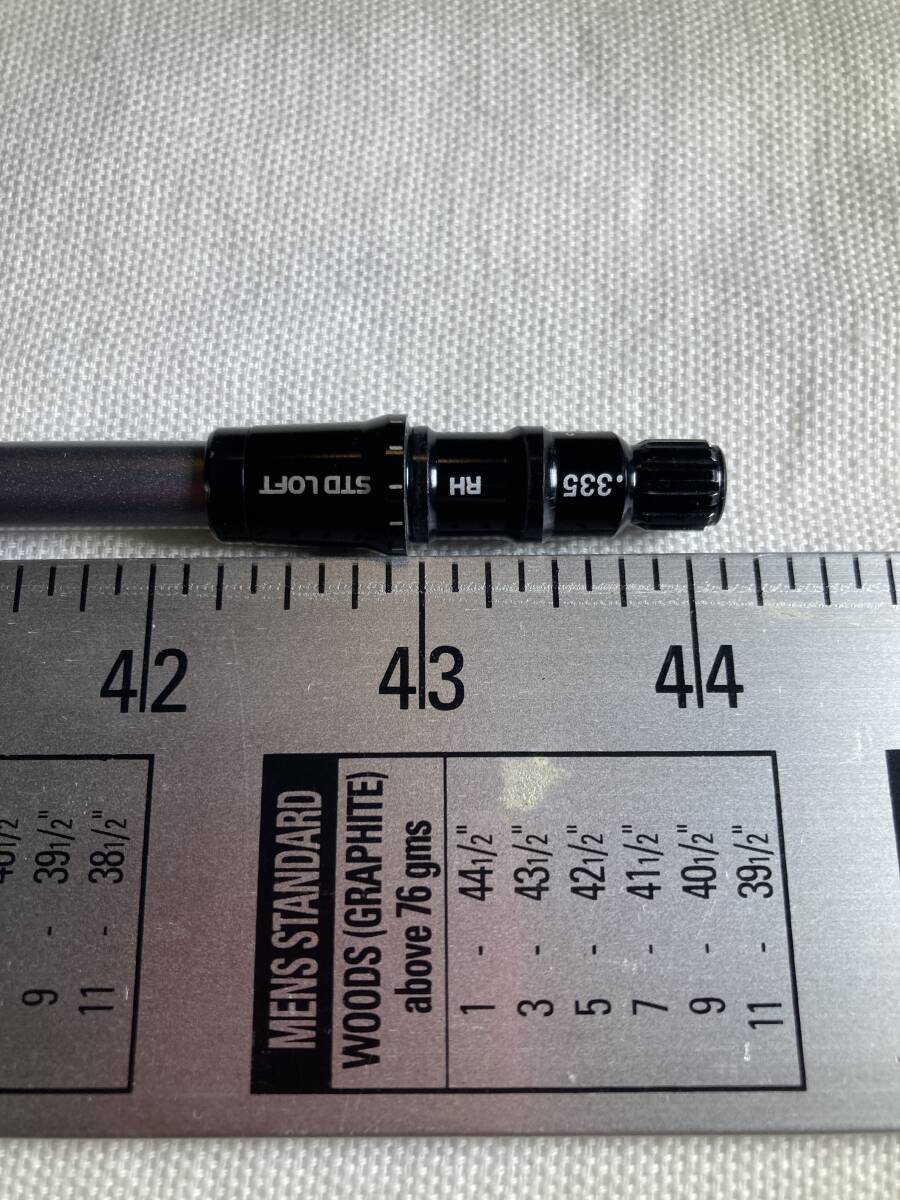 STD LOFT
RH
.335
42
43
44
39 1/2"
9 - 
38 1/2"
11 -
MENS STANDARD
WOODS (GRAPHITE)
above 76 gms
1 - 44 1/2"
3 - 43 1/2"
5 - 42 1/2"
7 - 41 1/2"
9 - 40 1/2"
11 - 39 1/2"